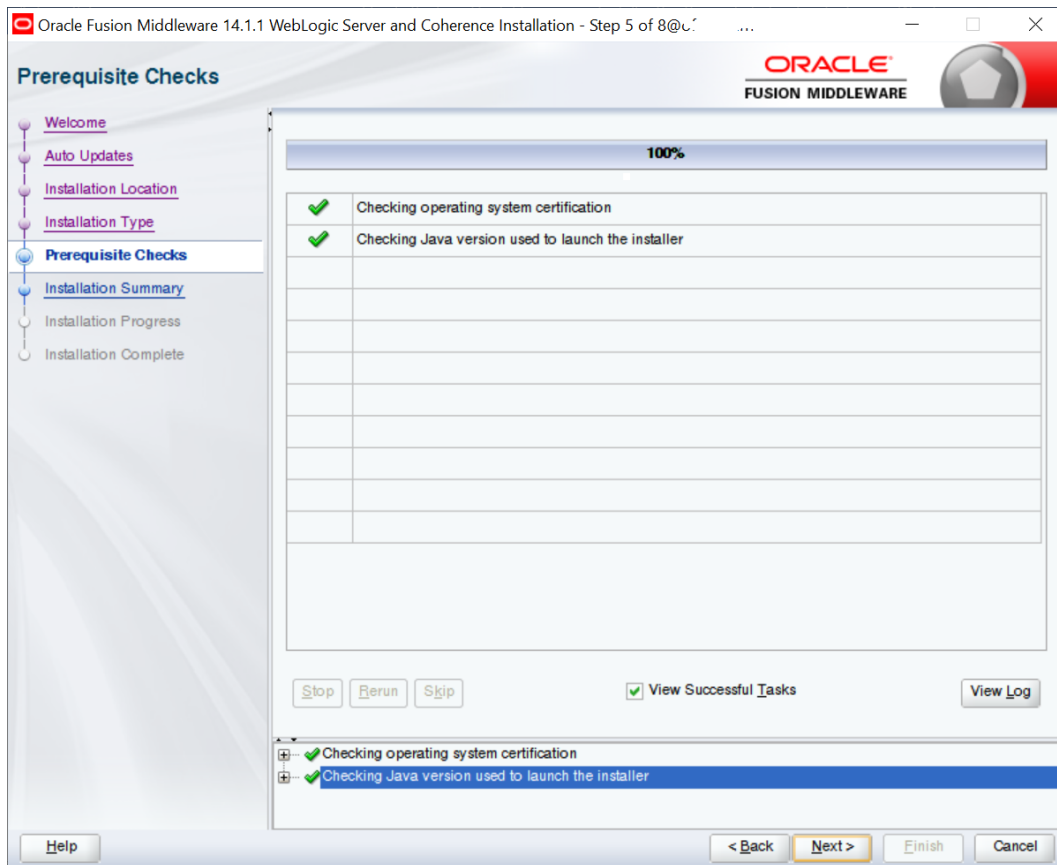 Oracle Fusion Middleware 14.1.1 WebLogic Server and Coherence Installation - Step 5 of 8
Prerequisite Checks
ORACLE
FUSION MIDDLEWARE
Welcome
Auto Updates
Installation Location
Installation Type
Prerequisite Checks
Installation Summary
Installation Progress
Installation Complete
100%
Checking operating system certification
Checking Java version used to launch the installer
Stop Rerun Skip View Successful Tasks View Log
Checking operating system certification
Checking Java version used to launch the installer
Help < Back Next > Finish Cancel